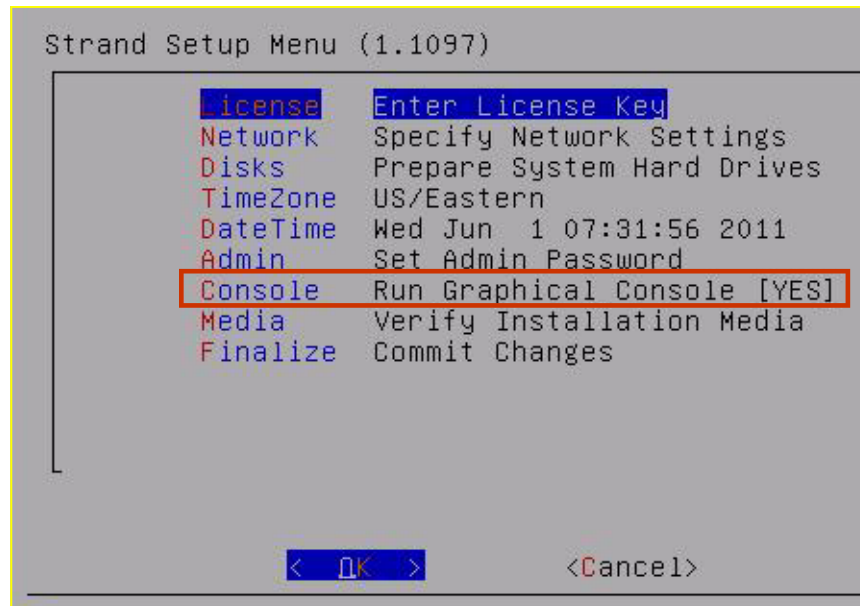 Strand Setup Menu (1.1097)
License Enter License Key
Network Specify Network Settings
Disks Prepare System Hard Drives
TimeZone US/Eastern
DateTime Wed Jun 1 07:31:56 2011
Admin Set Admin Password
Console Run Graphical Console [YES]
Media Verify Installation Media
Finalize Commit Changes
< OK > <Cancel>